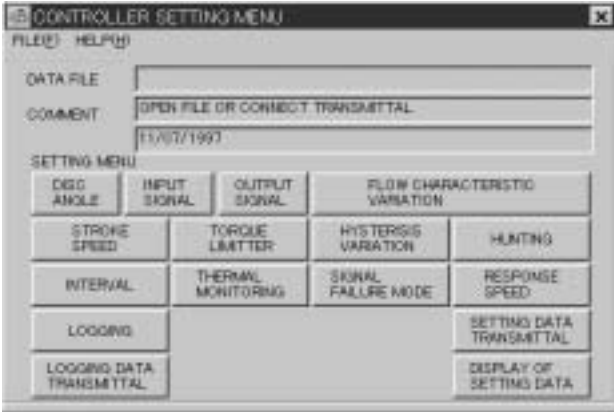 CONTROLLER SETTING MENU
FILE(F) HELP(H)
DATA FILE
COMMENT OPEN FILE OR CONNECT TRANSMITTAL
11/07/1997
SETTING MENU
DISC ANGLE
INPUT SIGNAL
OUTPUT SIGNAL
FLOW CHARACTERISTIC VARIATION
STROKE SPEED
TORQUE LIMITTER
HYSTERISIS VARIATION
HUNTING
INTERVAL
THERMAL MONITORING
SIGNAL FAILURE MODE
RESPONSE SPEED
LOGGING
SETTING DATA TRANSMITTAL
LOGGING DATA TRANSMITTAL
DISPLAY OF SETTING DATA